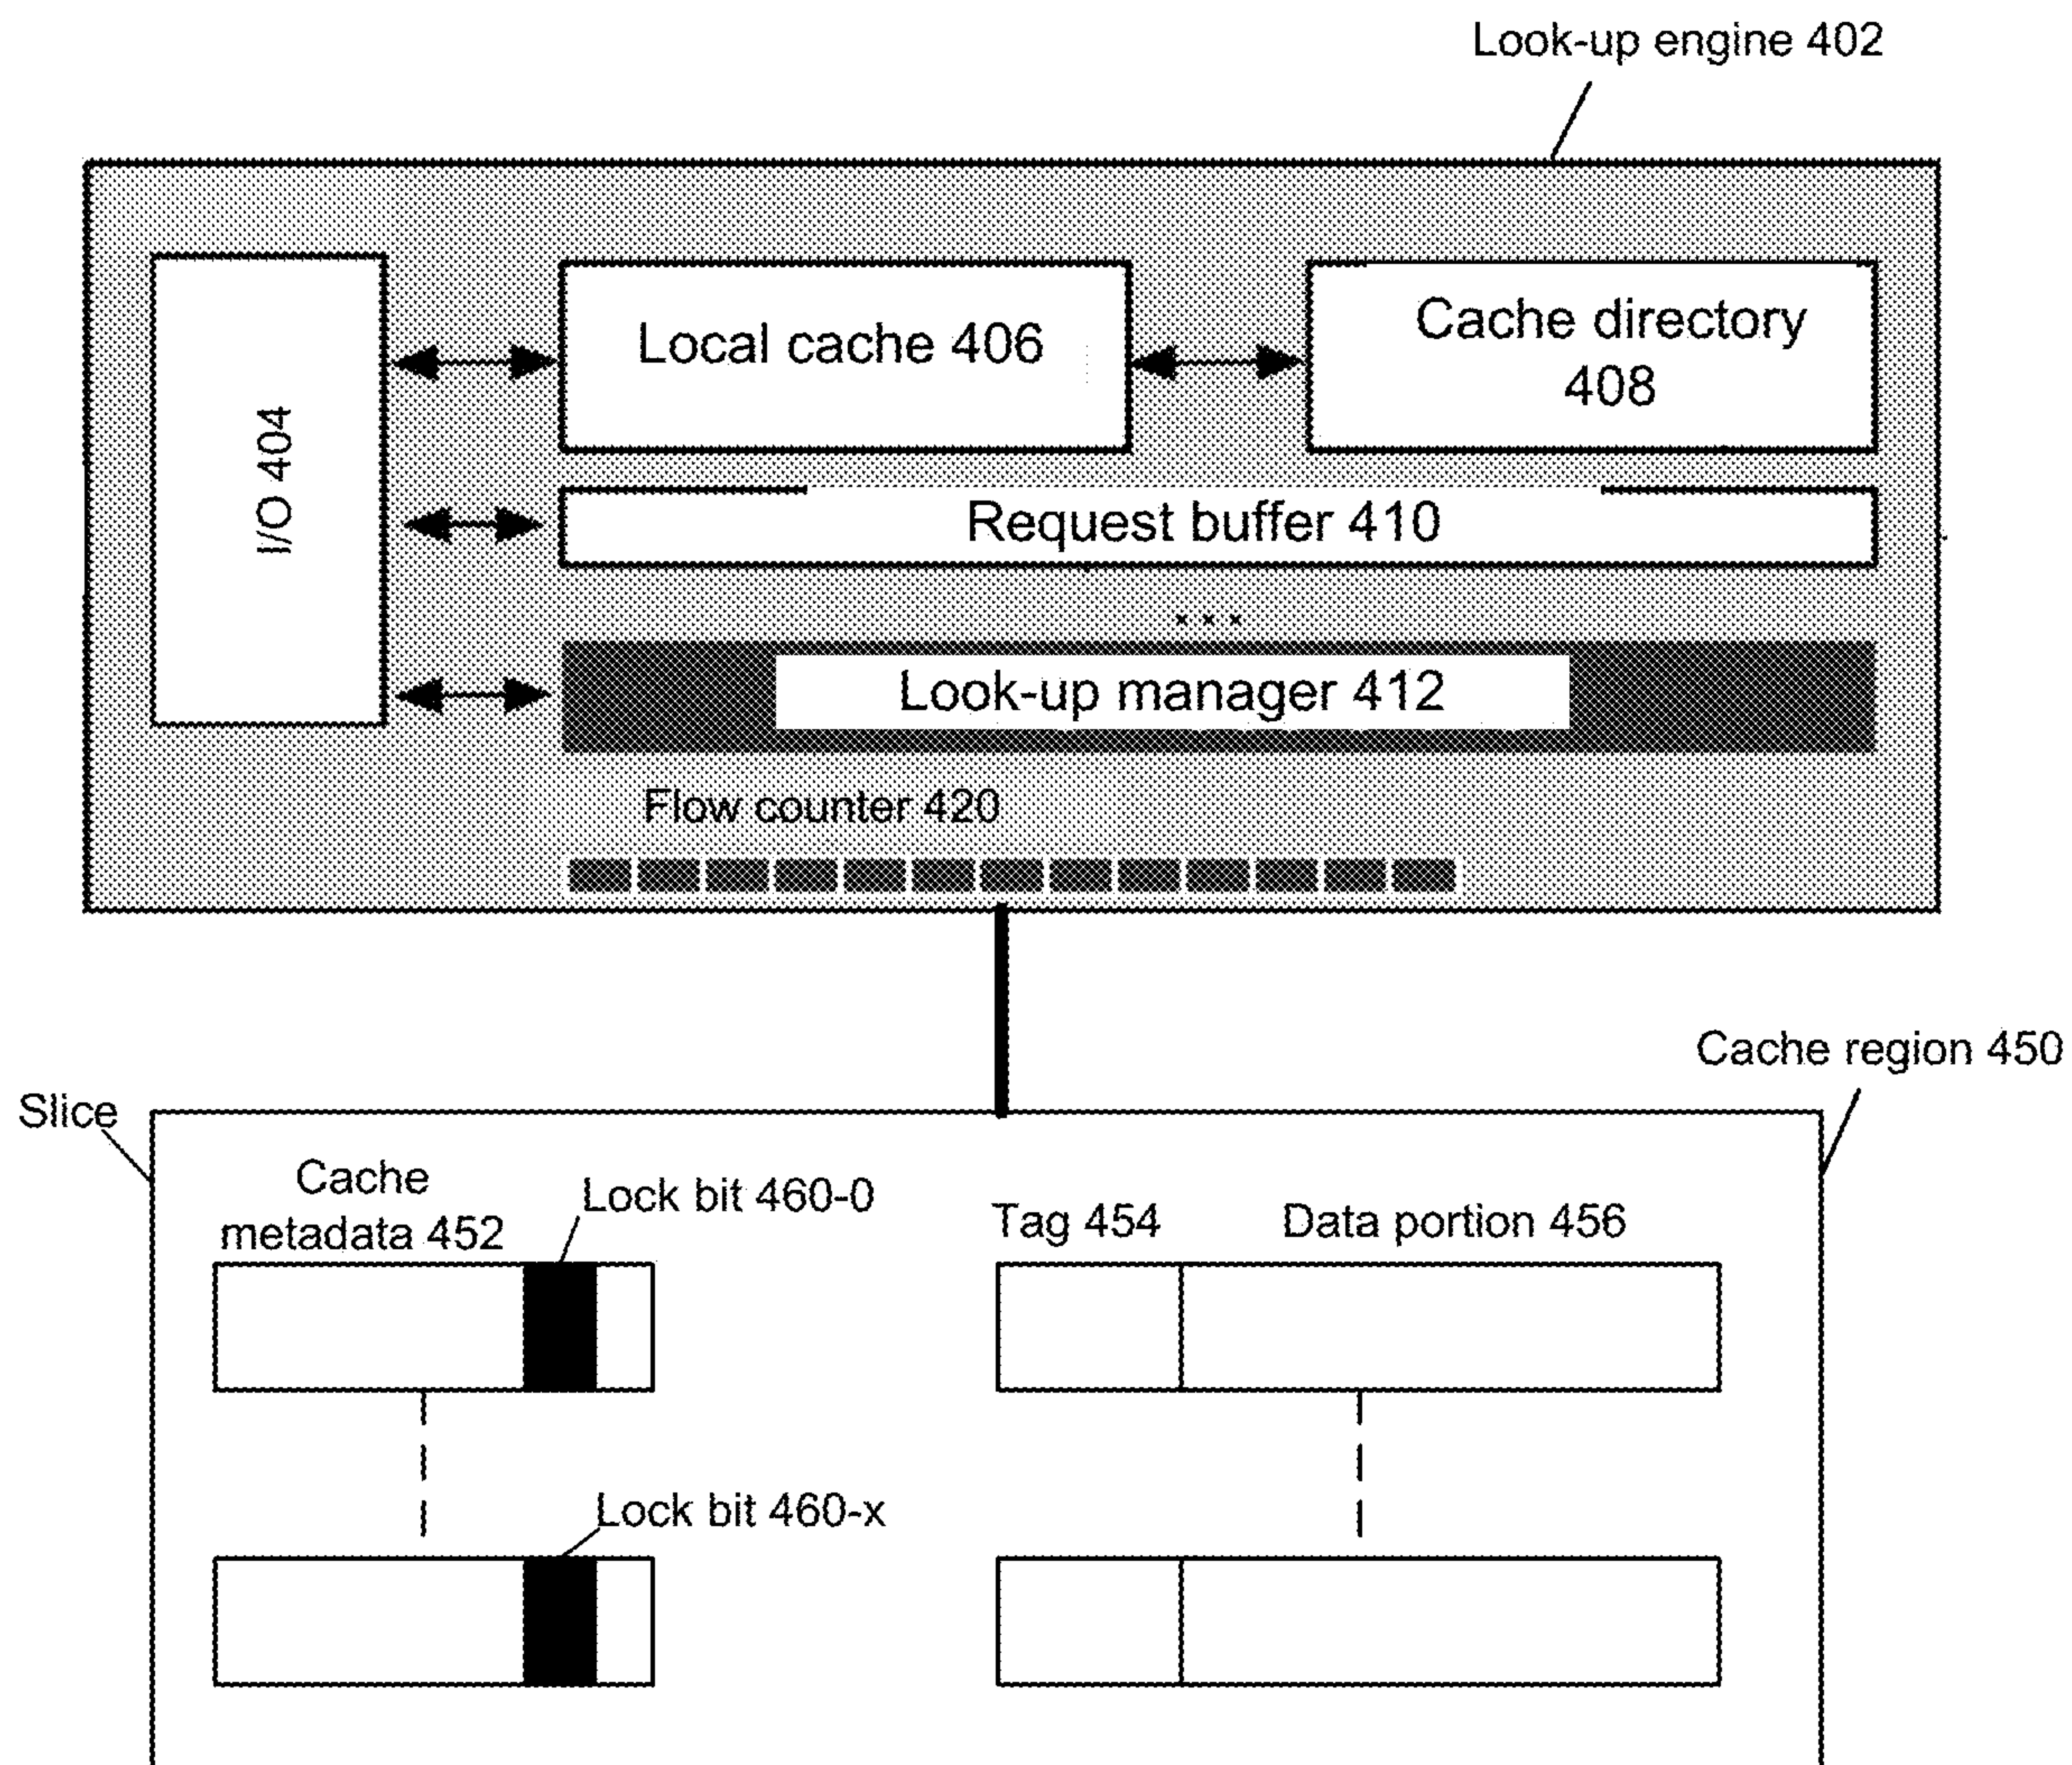 Look-up engine 402
I/O 404
Local cache 406
Cache directory
408
Request buffer 410
...
Look-up manager 412
Flow counter 420
Cache region 450
Slice
Cache
metadata 452
Lock bit 460-0
Tag 454
Data portion 456
Lock bit 460-x